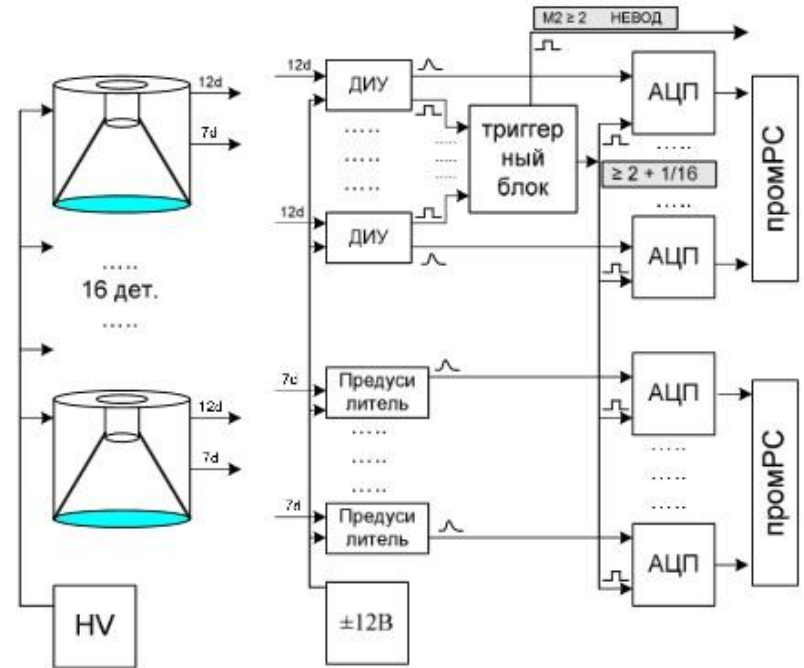 M2 ≥ 2 НЕВОД
12d
7d
.....
16 дет.
.....
12d
7d
HV
12d
ДИУ
.....
.....
.....
12d
ДИУ
.....
.....
триггер
ный
блок
≥ 2 + 1/16
АЦП
.....
.....
АЦП
промРС
7d
Предуси
литель
.....
.....
.....
7d
Предуси
литель
±12В
АЦП
.....
.....
.....
АЦП
промРС